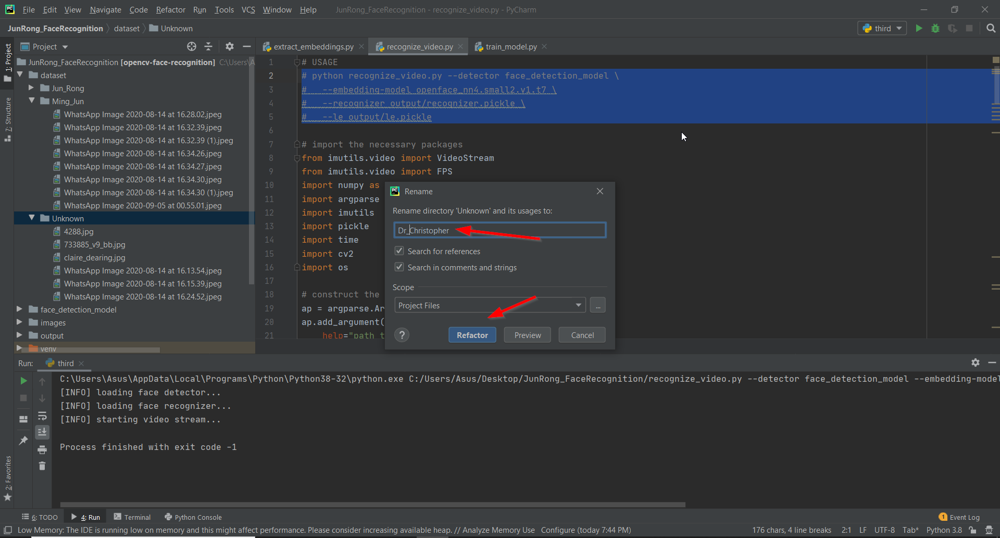 File Edit View Navigate Code Refactor Run Tools VCS Window Help JunRong_FaceRecognition - recognize_video.py - PyCharm
JunRong_FaceRecognition dataset Unknown third
1: Project
7: Structure
2: Favorites
Project
JunRong_FaceRecognition [opencv-face-recognition] C:\Users\A
dataset
Jun_Rong
Ming_Jun
WhatsApp Image 2020-08-14 at 16.28.02.jpeg
WhatsApp Image 2020-08-14 at 16.32.39.jpeg
WhatsApp Image 2020-08-14 at 16.32.39 (1).jpeg
WhatsApp Image 2020-08-14 at 16.34.26.jpeg
WhatsApp Image 2020-08-14 at 16.34.27.jpeg
WhatsApp Image 2020-08-14 at 16.34.30.jpeg
WhatsApp Image 2020-08-14 at 16.34.30 (1).jpeg
WhatsApp Image 2020-09-05 at 00.55.01.jpeg
Unknown
4288.jpg
733885_v9_bb.jpg
claire_dearing.jpg
WhatsApp Image 2020-08-14 at 16.13.54.jpeg
WhatsApp Image 2020-08-14 at 16.15.39.jpeg
WhatsApp Image 2020-08-14 at 16.24.52.jpeg
face_detection_model
images
output
venv
extract_embeddings.py recognize_video.py train_model.py
1 # USAGE
2 # python recognize_video.py --detector face_detection_model \
3 # --embedding-model openface_nn4.small2.v1.t7 \
4 # --recognizer output/recognizer.pickle \
5 # --le output/le.pickle
6
7 # import the necessary packages
8 from imutils.video import VideoStream
9 from imutils.video import FPS
10 import numpy as
11 import argparse
12 import imutils
13 import pickle
14 import time
15 import cv2
16 import os
17
18 # construct the
19 ap = argparse.Ar
20 ap.add_argument(
21 help="path t
PC Rename
Rename directory 'Unknown' and its usages to:
Dr_Christopher
Search for references
Search in comments and strings
Scope
Project Files ...
? Refactor Preview Cancel
Run: third
C:\Users\Asus\AppData\Local\Programs\Python\Python38-32\python.exe C:/Users/Asus/Desktop/JunRong_FaceRecognition/recognize_video.py --detector face_detection_model --embedding-model
[INFO] loading face detector...
[INFO] loading face recognizer...
[INFO] starting video stream...
Process finished with exit code -1
6: TODO 4: Run Terminal Python Console 1 Event Log
Low Memory: The IDE is running low on memory and this might affect performance. Please consider increasing available heap. // Analyze Memory Use Configure (today 7:44 PM) 176 chars, 4 line breaks 2:1 LF UTF-8 Tab* Python 3.8